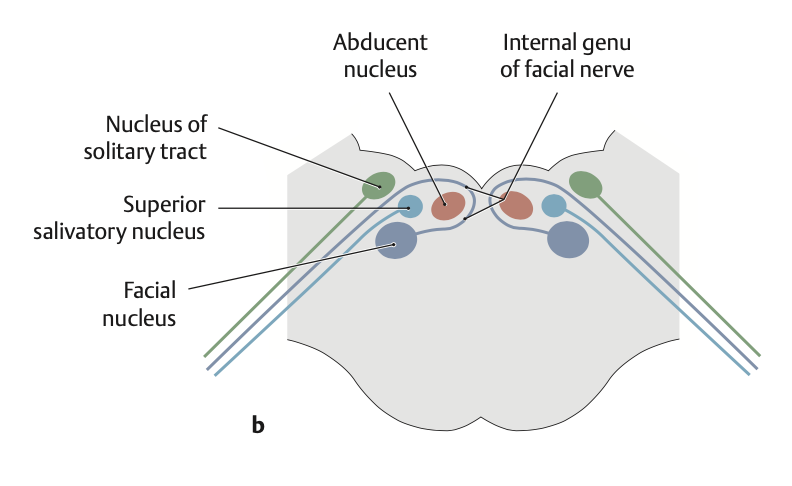 Abducent
nucleus
Internal genu
of facial nerve
Nucleus of
solitary tract
Superior
salivatory nucleus
Facial
nucleus
b